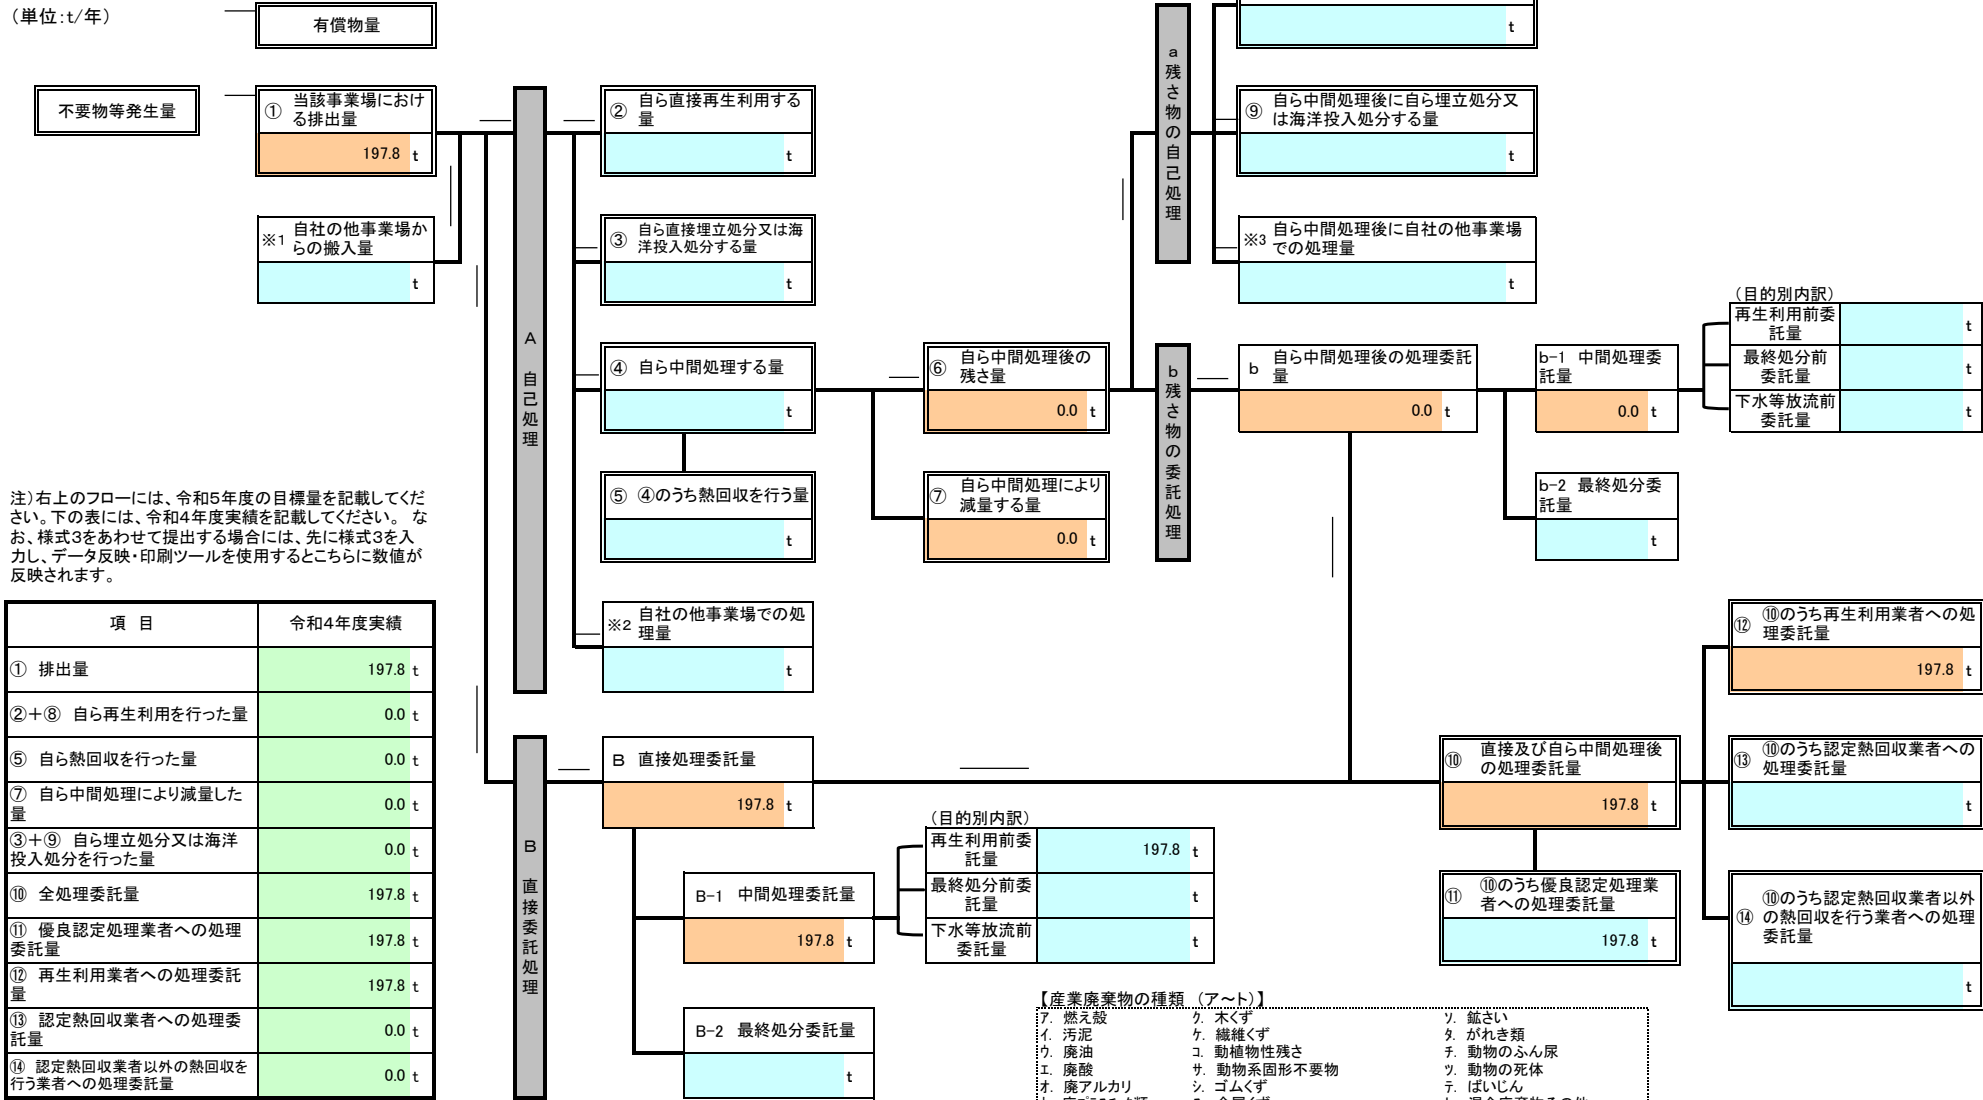 （単位：t/年）
有償物量
t
不要物等発生量
① 当該事業場におけ
る排出量
197.8 t
※1 自社の他事業場か
らの搬入量
t
A 自己処理
② 自ら直接再生利用する
量
t
③ 自ら直接埋立処分又は海
洋投入処分する量
t
④ 自ら中間処理する量
t
⑤ ④のうち熱回収を行う量
t
※2 自社の他事業場での処
理量
t
⑥ 自ら中間処理後の
残さ量
0.0 t
⑦ 自ら中間処理により
減量する量
0.0 t
a 残さ物の自己処理
⑨ 自ら中間処理後に自ら埋立処分又
は海洋投入処分する量
t
※3 自ら中間処理後に自社の他事業場
での処理量
t
b 残さ物の委託処理
b 自ら中間処理後の処理委託
量
0.0 t
b-1 中間処理委
託量
0.0 t
b-2 最終処分委
託量
t
（目的別内訳）
再生利用前委
託量
t
最終処分前
委託量
t
下水等放流前
委託量
t
注）右上のフローには、令和５年度の目標量を記載してくだ
さい。下の表には、令和４年度実績を記載してください。 な
お、様式３をあわせて提出する場合には、先に様式３を入
力し、データ反映・印刷ツールを使用するとこちらに数値が
反映されます。
項 目 令和４年度実績
① 排出量 197.8 t
②＋⑧ 自ら再生利用を行った量 0.0 t
⑤ 自ら熱回収を行った量 0.0 t
⑦ 自ら中間処理により減量した
量 0.0 t
③＋⑨ 自ら埋立処分又は海洋
投入処分を行った量 0.0 t
⑩ 全処理委託量 197.8 t
⑪ 優良認定処理業者への処理
委託量 197.8 t
⑫ 再生利用業者への処理委託
量 197.8 t
⑬ 認定熱回収業者への処理委
託量 0.0 t
⑭ 認定熱回収業者以外の熱回収を
行う業者への処理委託量 0.0 t
B 直接委託処理
B 直接処理委託量
197.8 t
B-1 中間処理委託量
197.8 t
B-2 最終処分委託量
t
（目的別内訳）
再生利用前委
託量
197.8 t
最終処分前委
託量
t
下水等放流前
委託量
t
⑩ 直接及び自ら中間処理後
の処理委託量
197.8 t
⑪ ⑩のうち優良認定処理業
者への処理委託量
197.8 t
⑫ ⑩のうち再生利用業者への処
理委託量
197.8 t
⑬ ⑩のうち認定熱回収業者への
処理委託量
t
⑭ ⑩のうち認定熱回収業者以外
の熱回収を行う業者への処理
委託量
t
【産業廃棄物の種類 （ア～ト）】
ア. 燃え殻 ク. 木くず ソ. 鉱さい
イ. 汚泥 ケ. 繊維くず タ. がれき類
ウ. 廃油 コ. 動植物性残さ チ. 動物のふん尿
エ. 廃酸 サ. 動物系固形不要物 ツ. 動物の死体
オ. 廃アルカリ シ. ゴムくず テ. ばいじん